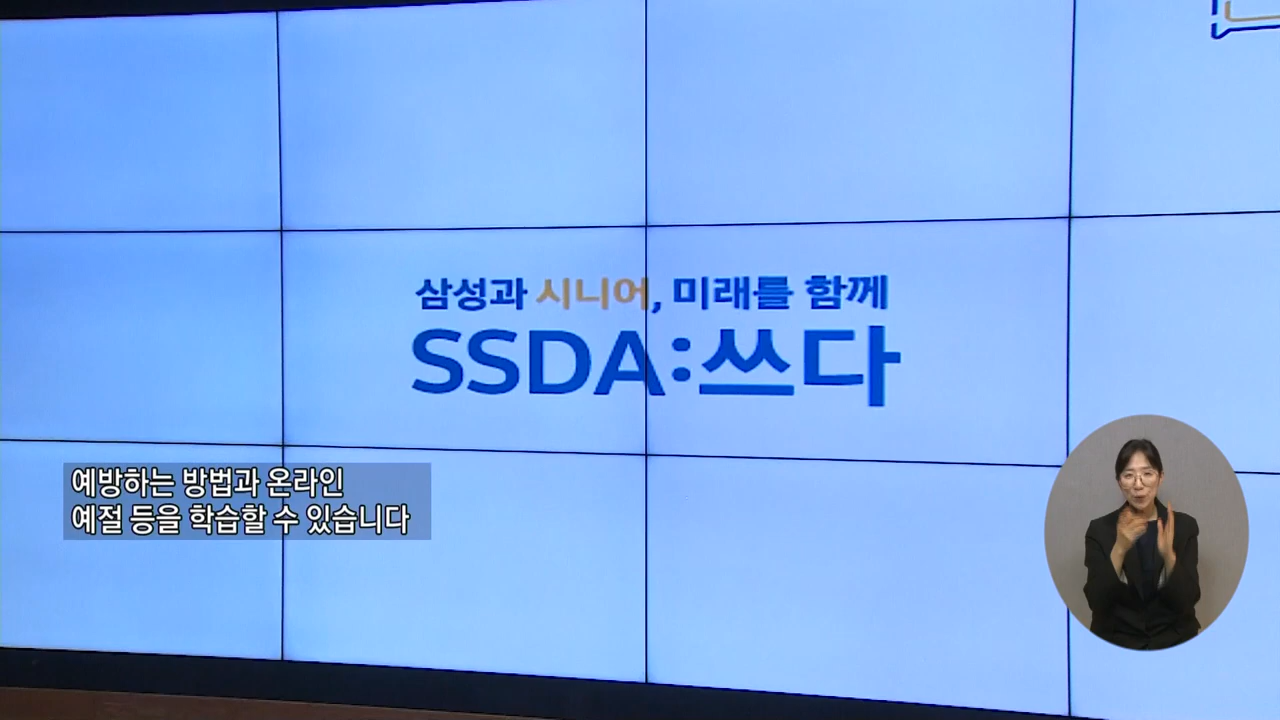 삼성과 시니어, 미래를 함께
SSDA:쓰다
예방하는 방법과 온라인
예절 등을 학습할 수 있습니다